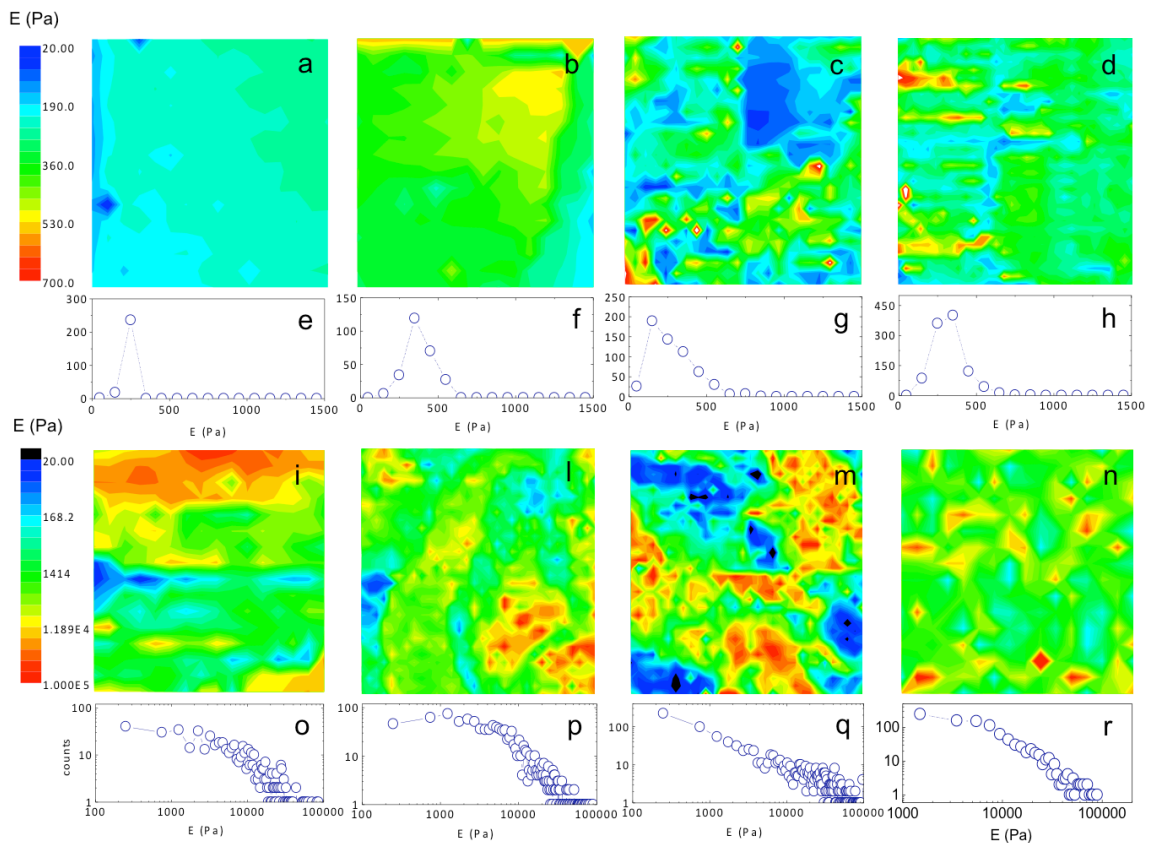 E (Pa)
20.00
190.0
360.0
530.0
700.0
a
b
c
d
300
200
100
0
e
0 500 1000 1500
E (Pa)
150
100
50
0
f
0 500 1000 1500
E (Pa)
250
200
150
100
50
0
g
0 500 1000 1500
E (Pa)
450
300
150
0
h
0 500 1000 1500
E (Pa)
E (Pa)
20.00
168.2
1414
1.189E4
1.000E5
i
l
m
n
counts
100
10
1
o
100 1000 10000 100000
E (Pa)
100
10
1
p
100 1000 10000 100000
E (Pa)
100
10
1
q
100 1000 10000 100000
E (Pa)
100
10
1
r
10000 100000
E (Pa)